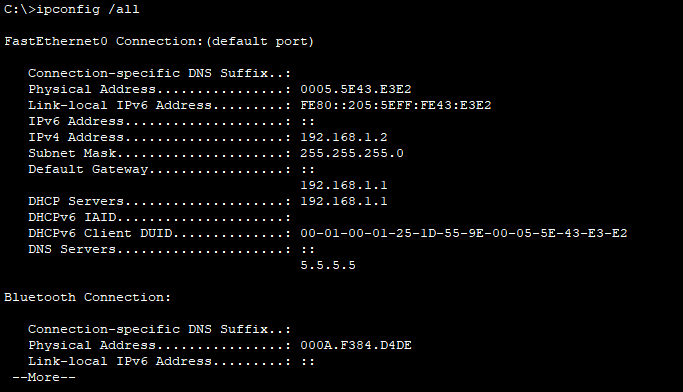 C:\>ipconfig /all
FastEthernet0 Connection:(default port)
Connection-specific DNS Suffix..:
Physical Address................: 0005.5E43.E3E2
Link-local IPv6 Address.........: FE80::205:5EFF:FE43:E3E2
IPv6 Address....................: ::
IPv4 Address....................: 192.168.1.2
Subnet Mask.....................: 255.255.255.0
Default Gateway.................: ::
192.168.1.1
DHCP Servers....................: 192.168.1.1
DHCPv6 IAID.....................:
DHCPv6 Client DUID..............: 00-01-00-01-25-1D-55-9E-00-05-5E-43-E3-E2
DNS Servers.....................: ::
5.5.5.5
Bluetooth Connection:
Connection-specific DNS Suffix..:
Physical Address................: 000A.F384.D4DE
Link-local IPv6 Address.........: ::
--More--